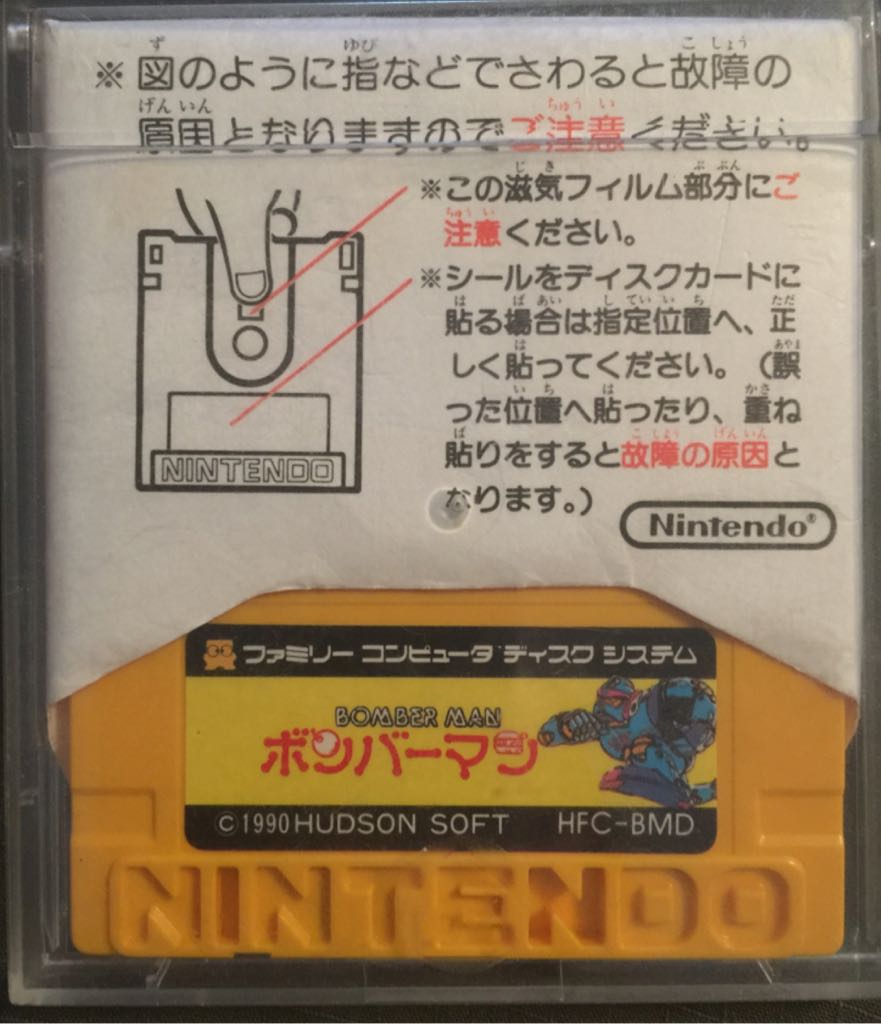 ※図のように指などでさわると故障の
原因となりますのでご注意ください。
※この滋気フィルム部分にご
注意ください。
※シールをディスクカードに
貼る場合は指定位置へ、正
しく貼ってください。(誤
った位置へ貼ったり、重ね
貼りをすると故障の原因と
なります。)
NINTENDO
Nintendo®
ファミリー コンピュータ ディスク システム
BOMBER MAN
ボンバーマン
©1990 HUDSON SOFT HFC-BMD
NINTENDO